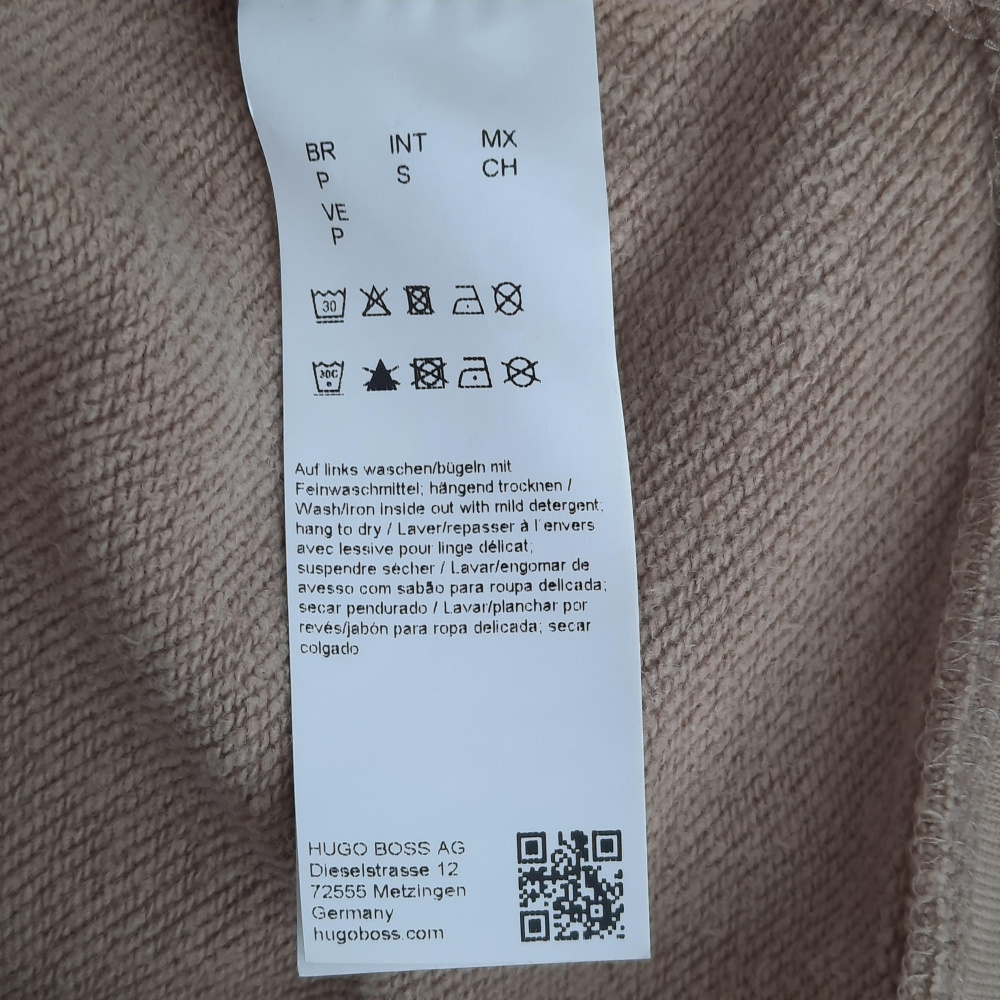 BR INT MX
P S CH
VE
P
30
30C
Auf links waschen/bügeln mit
Feinwaschmittel; hängend trocknen /
Wash/iron inside out with mild detergent;
hang to dry / Laver/repasser à l'envers
avec lessive pour linge délicat;
suspendre sécher / Lavar/engomar de
avesso com sabão para roupa delicada;
secar pendurado / Lavar/planchar por
revés/jabón para ropa delicada; secar
colgado
HUGO BOSS AG
Dieselstrasse 12
72555 Metzingen
Germany
hugoboss.com